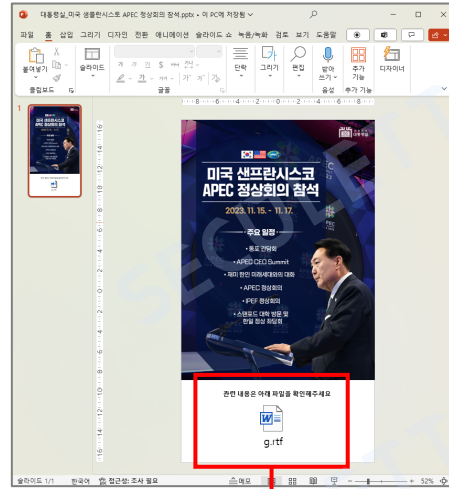 대통령실_미국 샌프란시스코 APEC 정상회의 참석.pptx • 이 PC에 저장됨
파일 홈 삽입 그리기 디자인 전환 애니메이션 슬라이드 쇼 녹음/녹화 검토 보기 도움말
붙여넣기 슬라이드 단락 그리기 편집 받아쓰기 추가 기능 디자이너
클립보드 글꼴 음성 추가 기능
1
대통령실
미국 샌프란시스코
APEC 정상회의 참석
2023. 11. 15. - 11. 17.
주요 일정
• 동포 간담회
• APEC CEO Summit
• 재미 한인 미래세대와의 대화
• APEC 정상회의
• IPEF 정상회의
• 스탠포드 대학 방문 및
한일 정상 좌담회
관련 내용은 아래 파일을 확인해주세요
g.rtf
슬라이드 1/1 한국어 접근성: 조사 필요 메모 52%